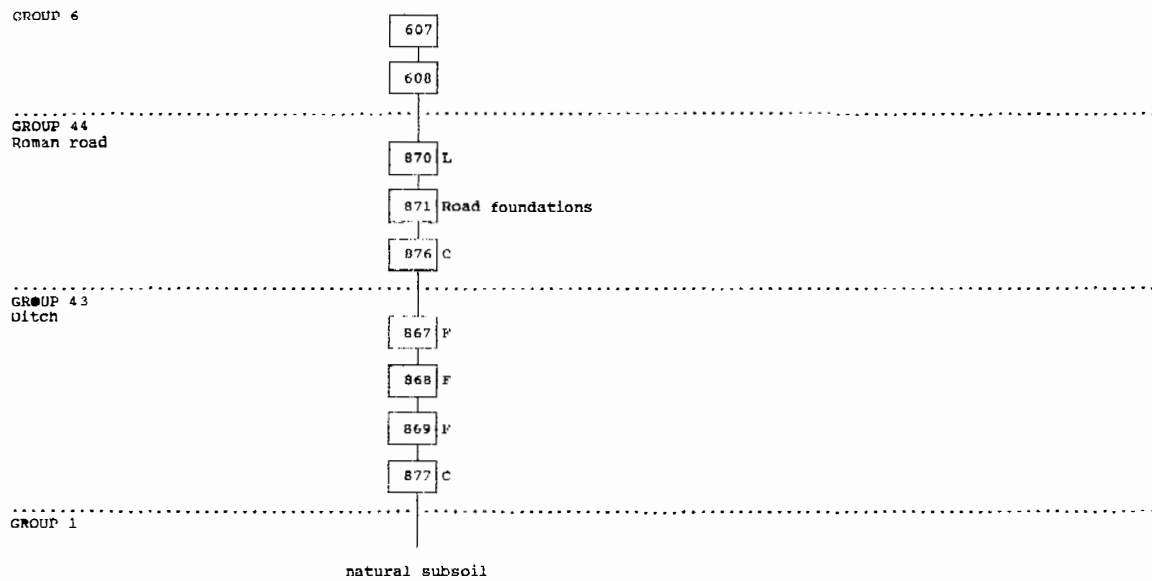 GROUP 6
607
608
GROUP 44
Roman road
870 L
871 Road foundations
876 C
GROUP 43
Ditch
867 F
868 F
869 F
877 C
GROUP 1
natural subsoil